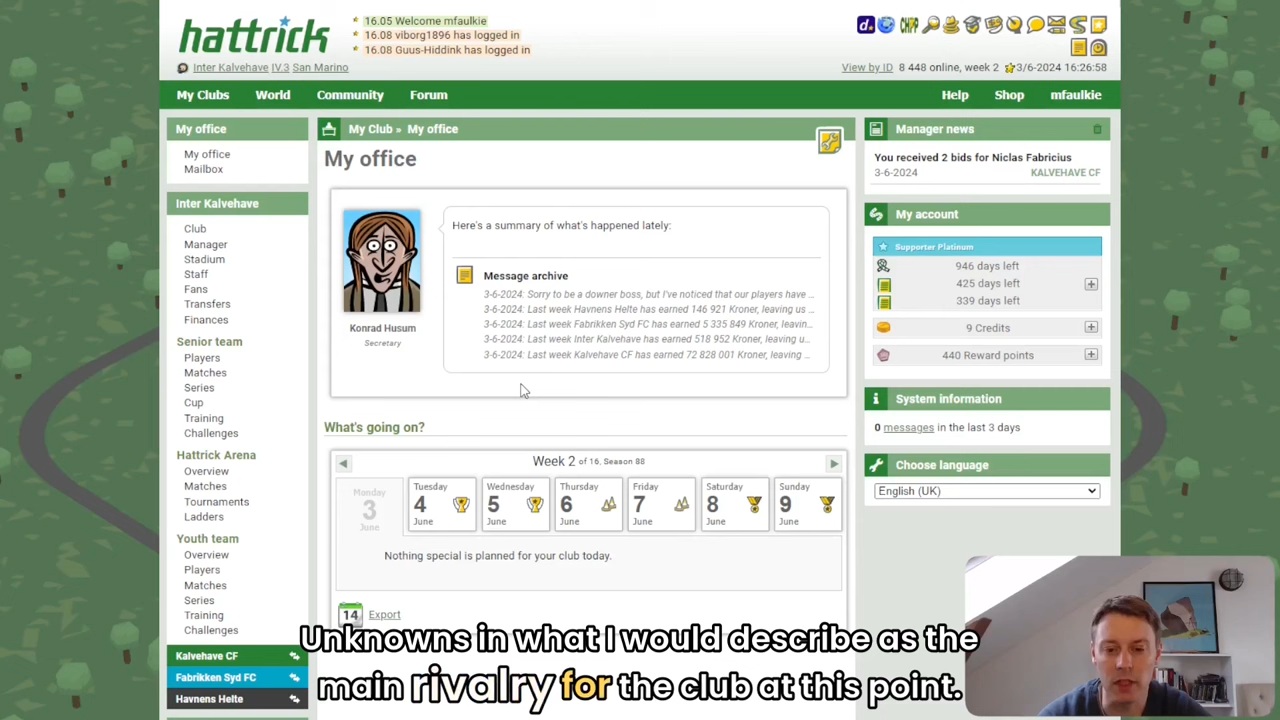 hattrick
16.05 Welcome mfaulkie
16.08 viborg1896 has logged in
16.08 Guus-Hiddink has logged in
d.
CHPP
Inter Kalvehave IV.3 San Marino
View by ID 8 448 online, week 2 3/6-2024 16:26:58
My Clubs World Community Forum
Help Shop mfaulkie
My office
My office
Mailbox
Inter Kalvehave
Club
Manager
Stadium
Staff
Fans
Transfers
Finances
Senior team
Players
Matches
Series
Cup
Training
Challenges
Hattrick Arena
Overview
Matches
Tournaments
Ladders
Youth team
Overview
Players
Matches
Series
Training
Challenges
Kalvehave CF
Fabrikken Syd FC
Havnens Helte
My Club » My office
My office
Konrad Husum
Secretary
Here's a summary of what's happened lately:
Message archive
3-6-2024: Sorry to be a downer boss, but I've noticed that our players have ...
3-6-2024: Last week Havnens Helte has earned 146 921 Kroner, leaving us ...
3-6-2024: Last week Fabrikken Syd FC has earned 5 335 849 Kroner, leavin...
3-6-2024: Last week Inter Kalvehave has earned 518 952 Kroner, leaving u...
3-6-2024: Last week Kalvehave CF has earned 72 828 001 Kroner, leaving ...
What's going on?
Week 2 of 16, Season 88
Monday 3 June
Tuesday 4 June
Wednesday 5 June
Thursday 6 June
Friday 7 June
Saturday 8 June
Sunday 9 June
Nothing special is planned for your club today.
14 Export
Manager news
You received 2 bids for Niclas Fabricius
3-6-2024 KALVEHAVE CF
My account
Supporter Platinum
946 days left
425 days left
339 days left
9 Credits
440 Reward points
System information
0 messages in the last 3 days
Choose language
English (UK)
Unknowns in what I would describe as the
main rivalry for the club at this point.